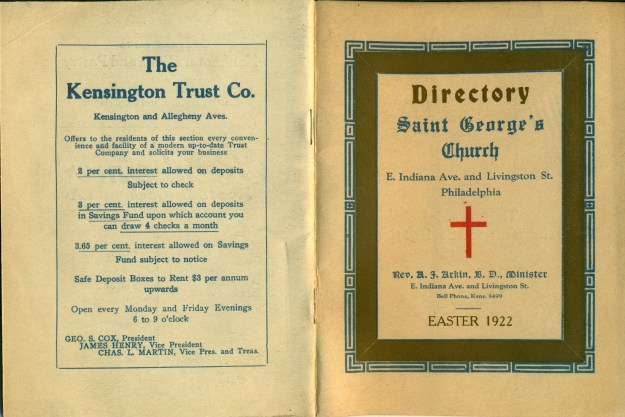 The
Kensington Trust Co.
Kensington and Allegheny Aves.
Offers to the residents of this section every conven-
ience and facility of a modern up-to-date Trust
Company and solicits your business
2 per cent. interest allowed on deposits
Subject to check
3 per cent. interest allowed on deposits
in Savings Fund upon which account you
can draw 4 checks a month
3.65 per cent. interest allowed on Savings
Fund subject to notice
Safe Deposit Boxes to Rent $3 per annum
upwards
Open every Monday and Friday Evenings
6 to 9 o'clock
GEO. S. COX, President
JAMES HENRY, Vice President
CHAS. L. MARTIN, Vice Pres. and Treas.
Directory
Saint George's
Church
E. Indiana Ave. and Livingston St.
Philadelphia
Rev. A. J. Arkin, B. D., Minister
E. Indiana Ave. and Livingston St.
Bell Phone, Kens. 5499
EASTER 1922